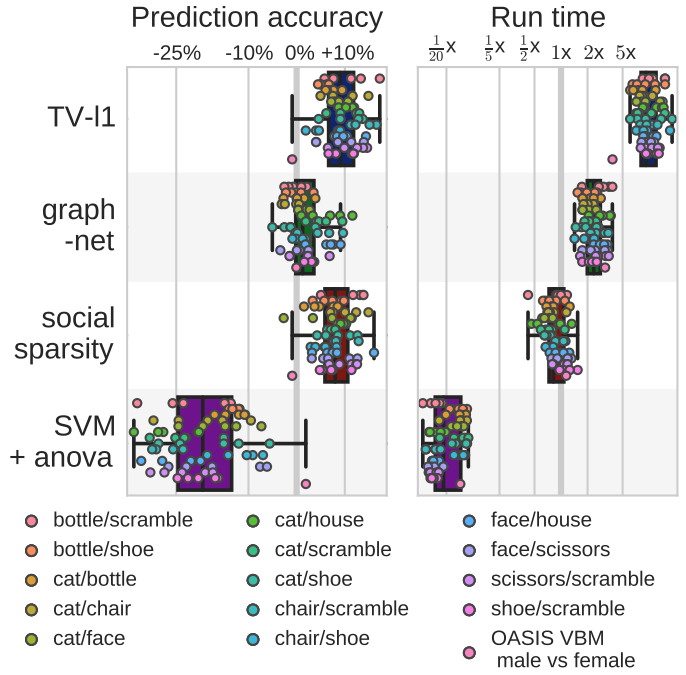 Prediction accuracy
Run time
-25% -10% 0% +10%
1/20x 1/5x 1/2x 1x 2x 5x
TV-l1
graph
-net
social
sparsity
SVM
+ anova
bottle/scramble
bottle/shoe
cat/bottle
cat/chair
cat/face
cat/house
cat/scramble
cat/shoe
chair/scramble
chair/shoe
face/house
face/scissors
scissors/scramble
shoe/scramble
OASIS VBM
male vs female